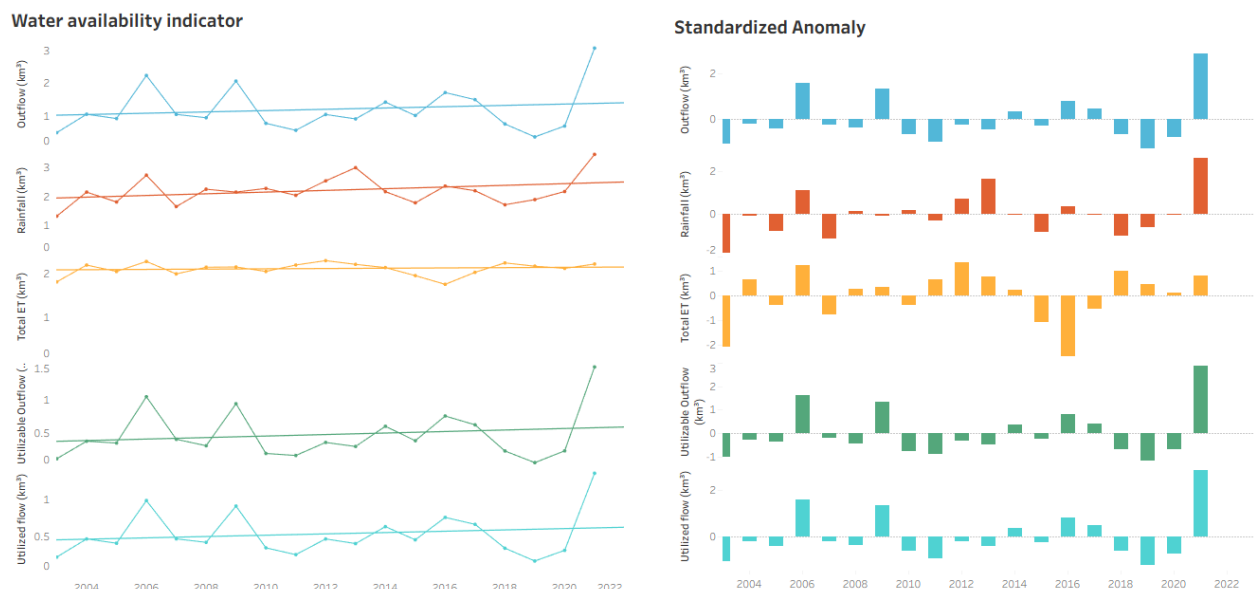 Water availability indicator
Outflow (km³)
3
2
1
0
Rainfall (km³)
3
2
1
0
Total ET (km³)
2
1
0
Utilizable Outflow (..
1.5
1
0.5
0
Utilized flow (km³)
1
0.5
0
2004 2006 2008 2010 2012 2014 2016 2018 2020 2022
Standardized Anomaly
Outflow (km³)
2
0
Rainfall (km³)
2
0
-2
Total ET (km³)
1
0
-1
-2
Utilizable Outflow
(km³)
3
2
1
0
-1
Utilized flow (km³)
2
0
2004 2006 2008 2010 2012 2014 2016 2018 2020 2022